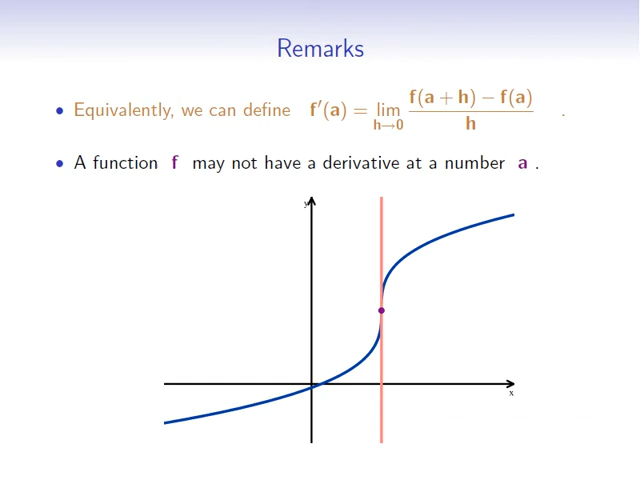 Remarks
• Equivalently, we can define f′(a) = lim h→0 f(a + h) − f(a) / h .
• A function f may not have a derivative at a number a .
y
x